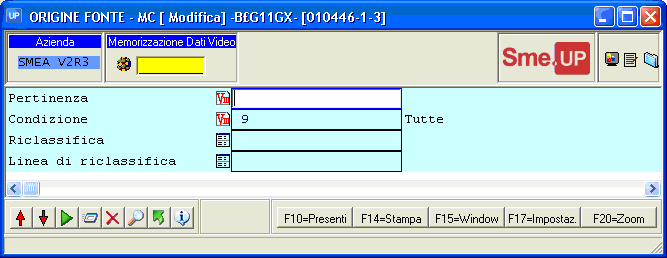 UP ORIGINE FONTE - MC [ Modifica] -B£G11GX- [010446-1-3]
Azienda
SMEA V2R3
Memorizzazione Dati Video
Sme.UP
Pertinenza
Condizione 9 Tutte
Riclassifica
Linea di riclassifica
F10=Presenti F14=Stampa F15=Window F17=Impostaz. F20=Zoom